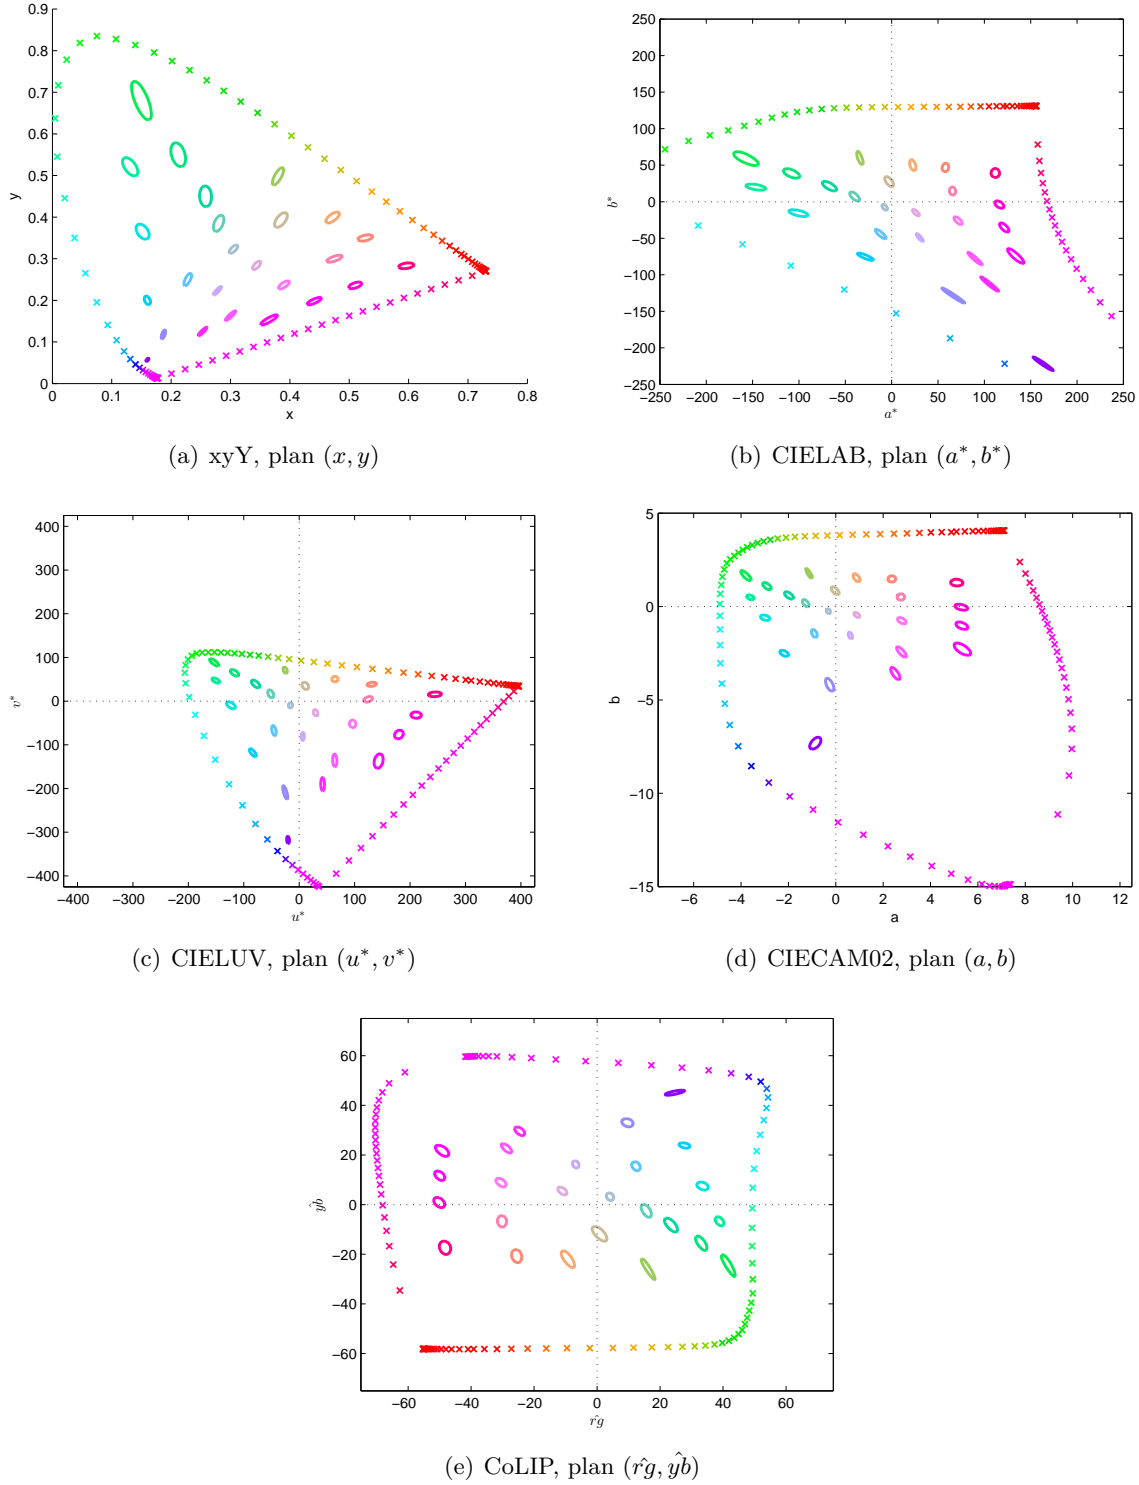 0.9
0.8
0.7
0.6
0.5
0.4
0.3
0.2
0.1
0
y
0 0.1 0.2 0.3 0.4 0.5 0.6 0.7 0.8
x
(a) xyY, plan (x, y)
250
200
150
100
50
0
−50
−100
−150
−200
−250
b*
−250 −200 −150 −100 −50 0 50 100 150 200 250
a*
(b) CIELAB, plan (a*, b*)
400
300
200
100
0
−100
−200
−300
−400
v*
−400 −300 −200 −100 0 100 200 300 400
u*
(c) CIELUV, plan (u*, v*)
5
0
−5
−10
−15
b
−6 −4 −2 0 2 4 6 8 10 12
a
(d) CIECAM02, plan (a, b)
60
40
20
0
−20
−40
−60
ŷb
−60 −40 −20 0 20 40 60
r̂g
(e) CoLIP, plan (r̂g, ŷb)